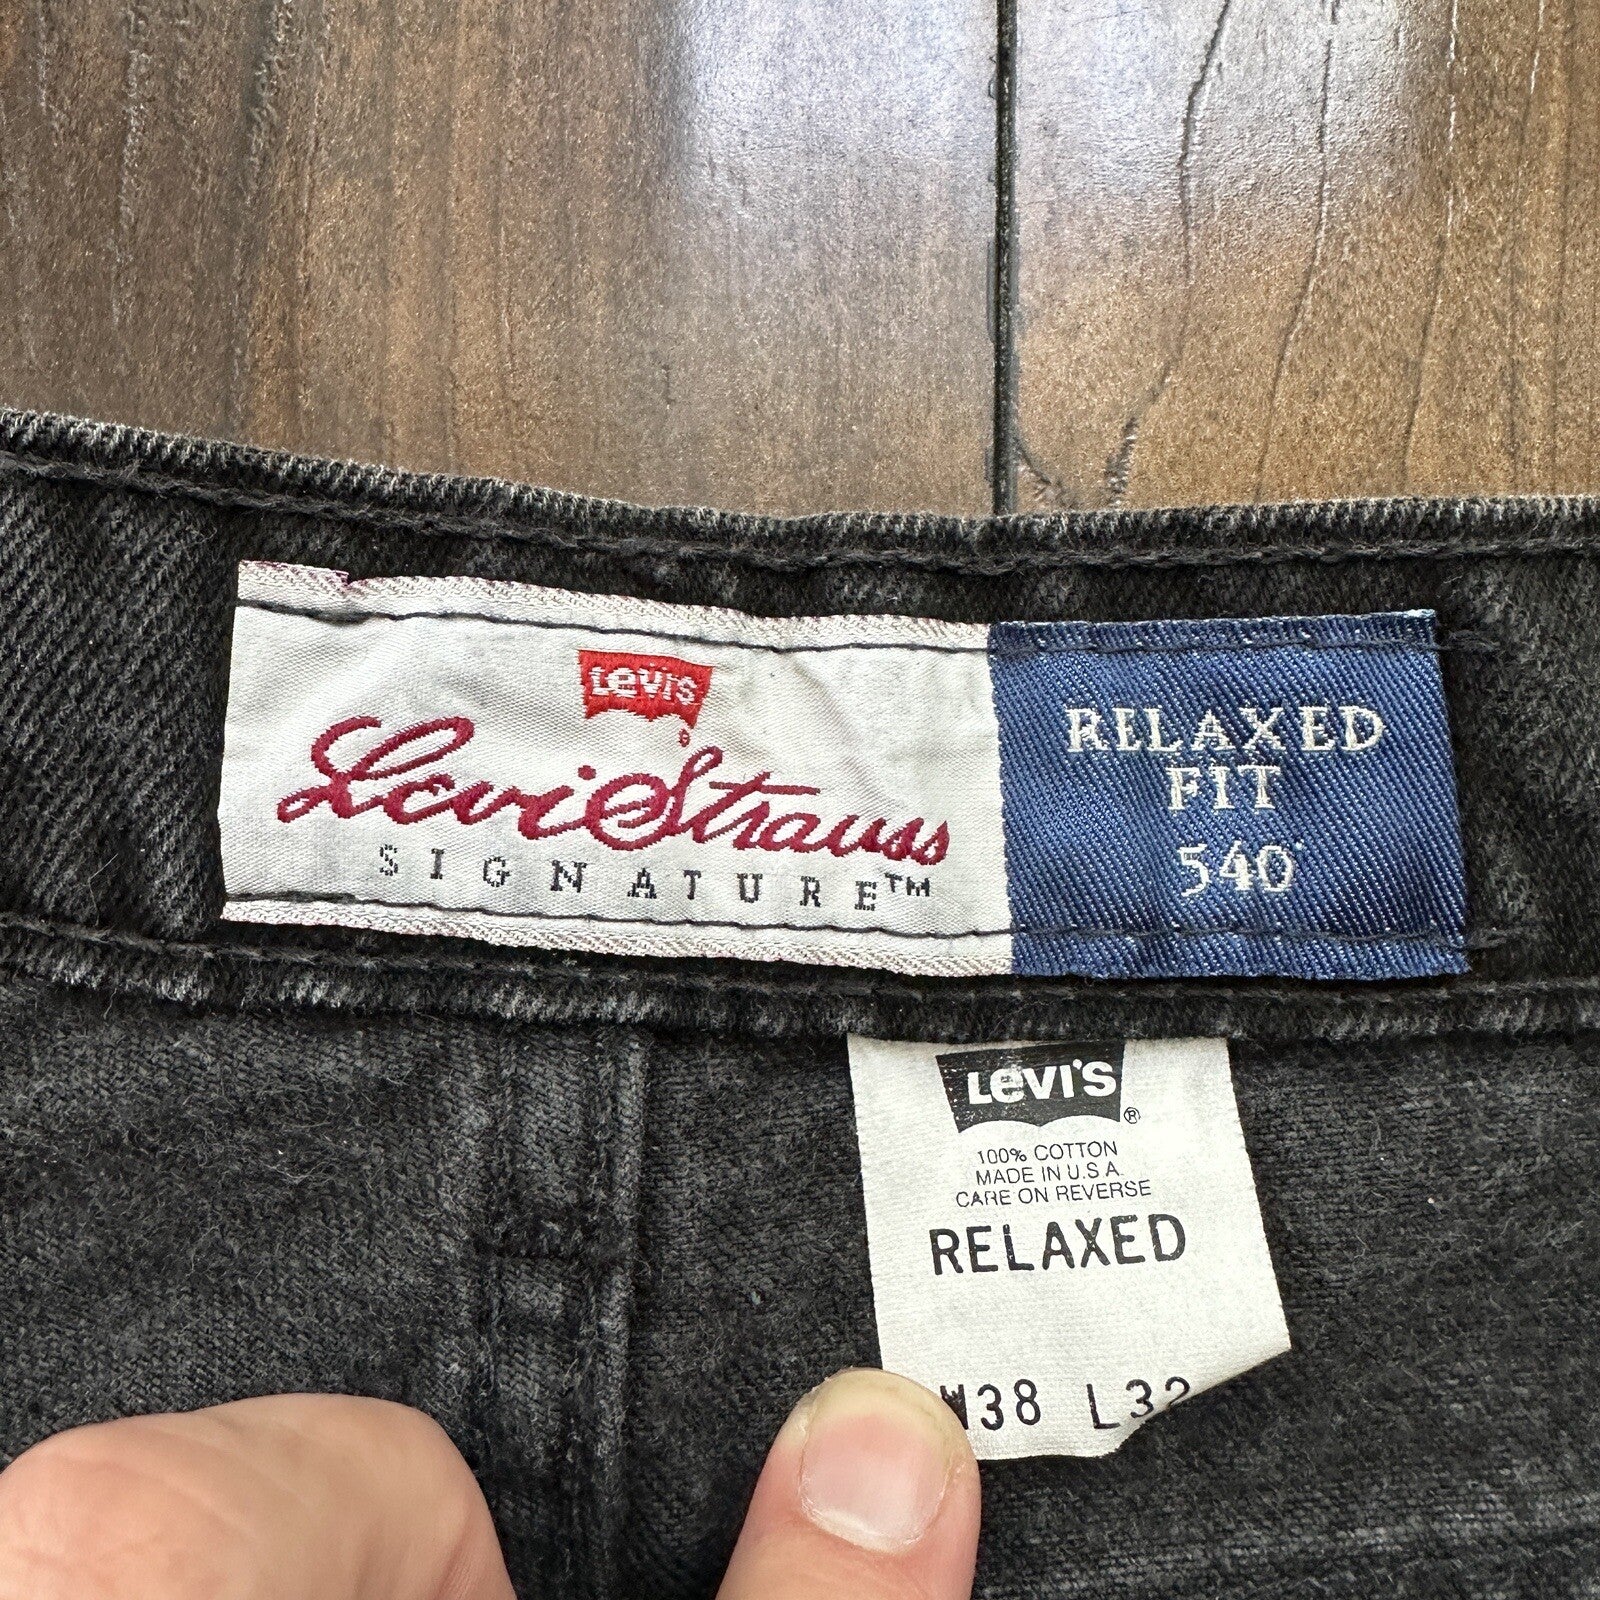 Levi's
®
Levi Strauss
SIGNATURE™
RELAXED
FIT
540
Levi's ®
100% COTTON
MADE IN U.S.A.
CARE ON REVERSE
RELAXED
W38 L32